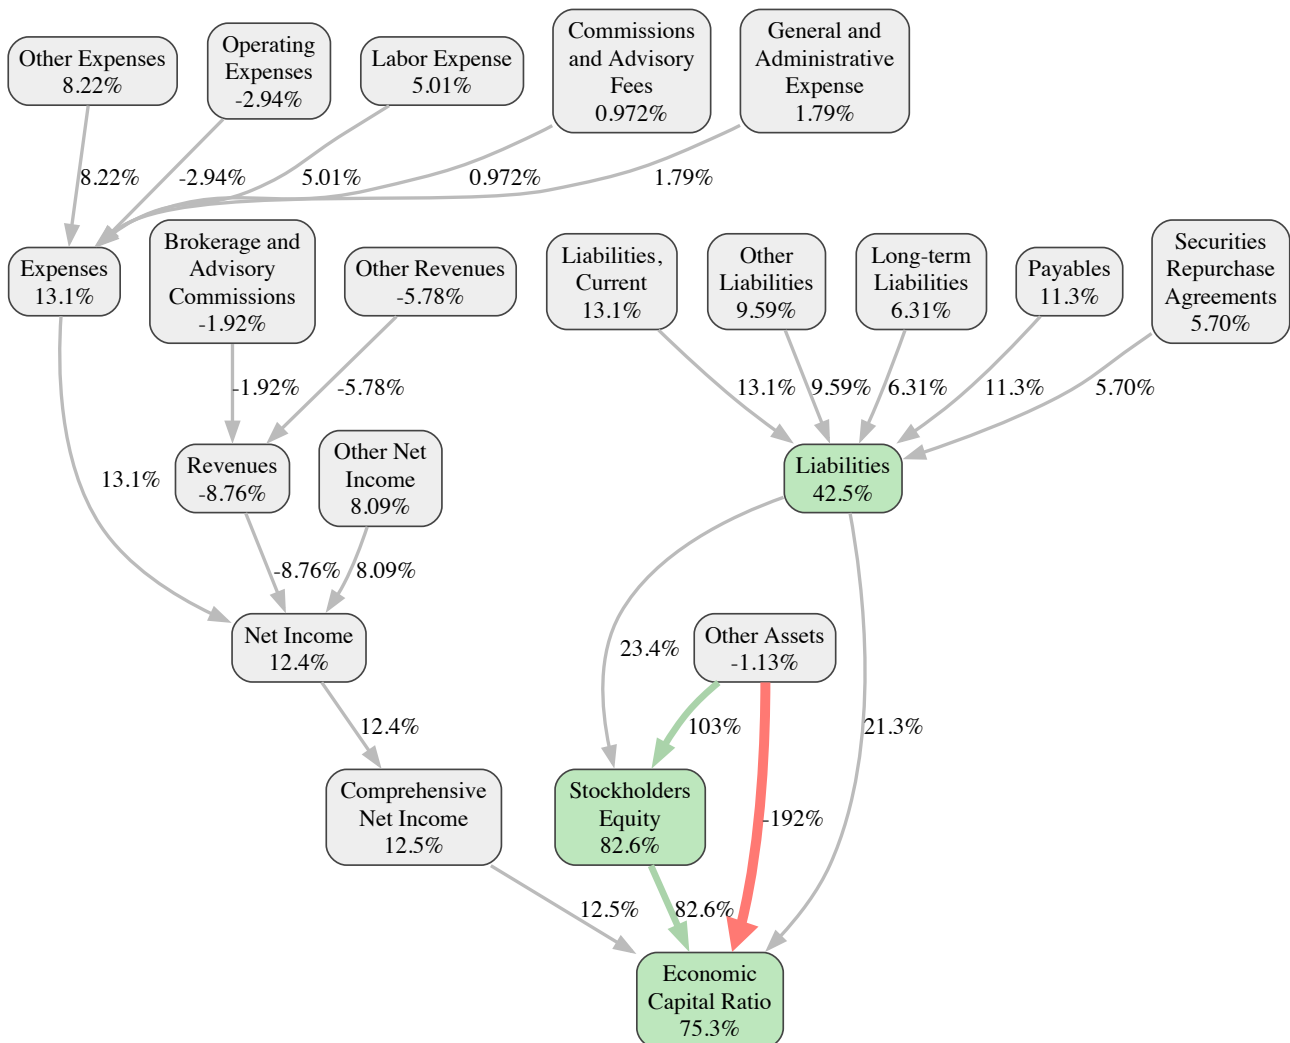 Other Expenses
8.22%
Operating
Expenses
-2.94%
Labor Expense
5.01%
Commissions
and Advisory
Fees
0.972%
General and
Administrative
Expense
1.79%
8.22%
-2.94%
5.01%
0.972%
1.79%
Expenses
13.1%
Brokerage and
Advisory
Commissions
-1.92%
Other Revenues
-5.78%
Liabilities,
Current
13.1%
Other
Liabilities
9.59%
Long-term
Liabilities
6.31%
Payables
11.3%
Securities
Repurchase
Agreements
5.70%
-1.92%
-5.78%
13.1%
9.59%
6.31%
11.3%
5.70%
13.1%
Revenues
-8.76%
Other Net
Income
8.09%
Liabilities
42.5%
-8.76%
8.09%
Net Income
12.4%
23.4%
Other Assets
-1.13%
12.4%
103%
21.3%
Comprehensive
Net Income
12.5%
Stockholders
Equity
82.6%
-192%
12.5%
82.6%
Economic
Capital Ratio
75.3%